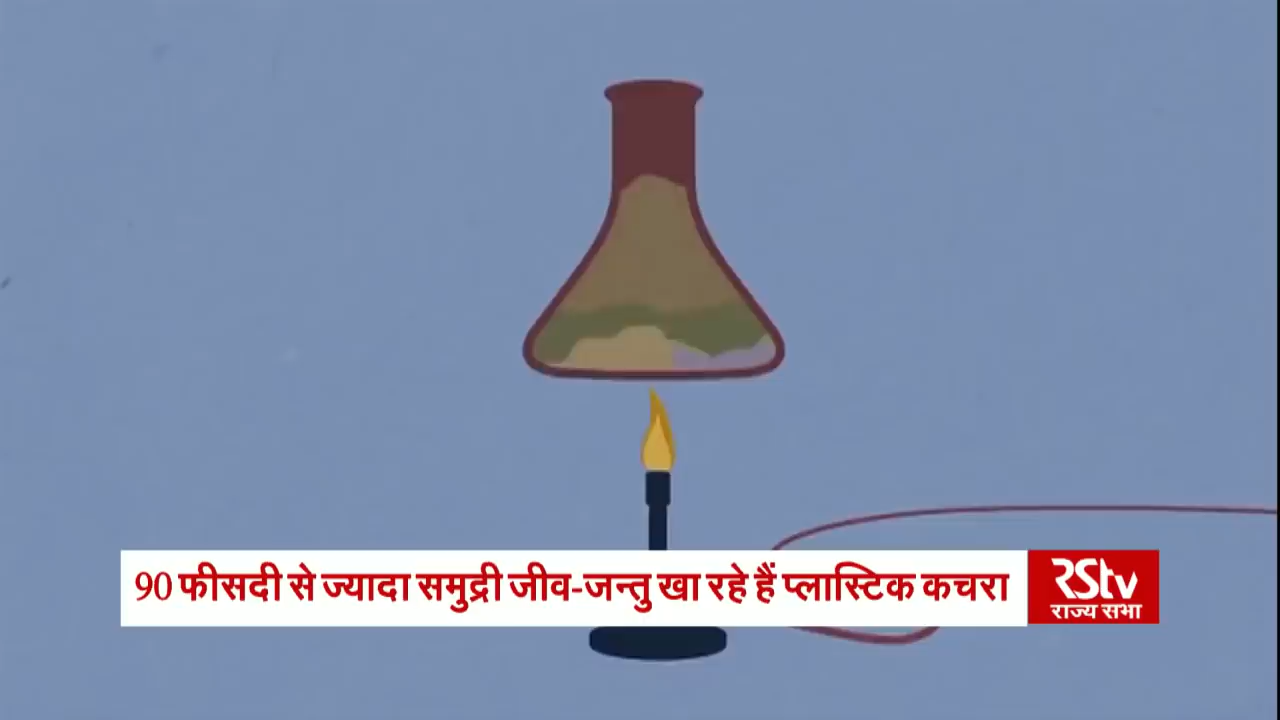 90 फीसदी से ज्यादा समुद्री जीव-जन्तु खा रहे हैं प्लास्टिक कचरा
RStv
राज्य सभा